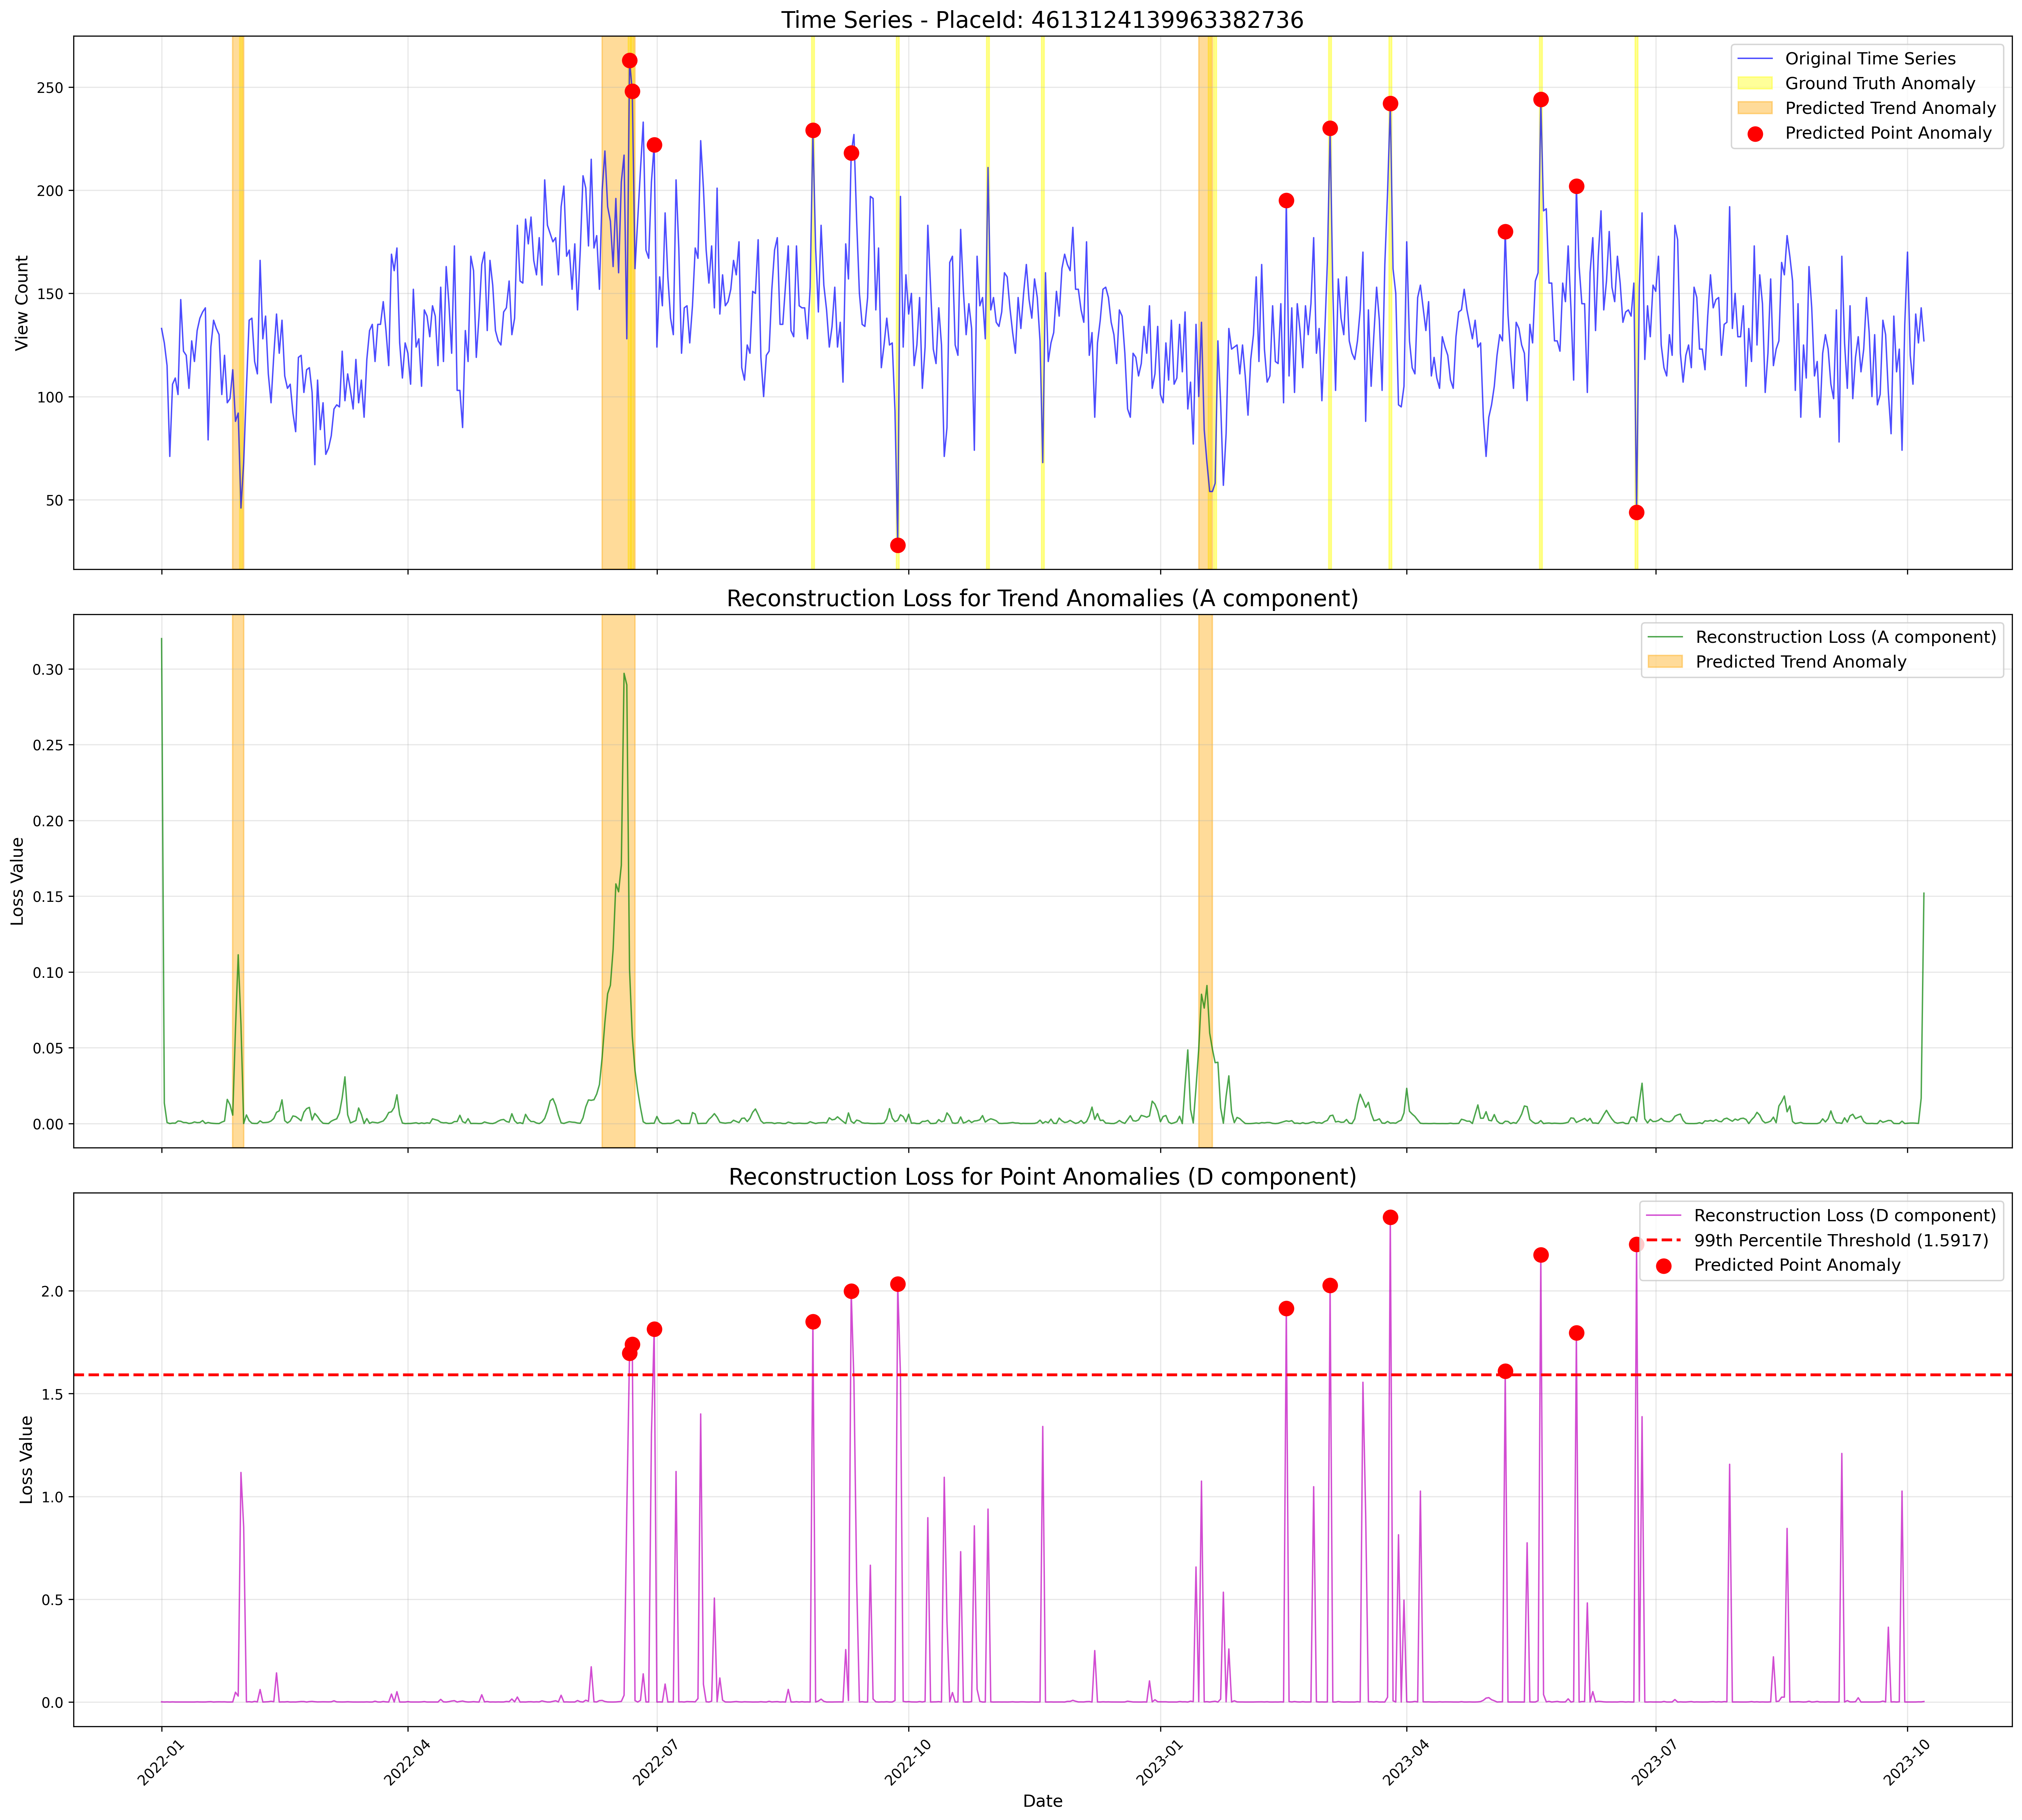 Time Series - PlaceId: 4613124139963382736
View Count
250
200
150
100
50
Original Time Series
Ground Truth Anomaly
Predicted Trend Anomaly
Predicted Point Anomaly
Reconstruction Loss for Trend Anomalies (A component)
Loss Value
0.30
0.25
0.20
0.15
0.10
0.05
0.00
Reconstruction Loss (A component)
Predicted Trend Anomaly
Reconstruction Loss for Point Anomalies (D component)
Loss Value
2.0
1.5
1.0
0.5
0.0
Reconstruction Loss (D component)
99th Percentile Threshold (1.5917)
Predicted Point Anomaly
2022-01
2022-04
2022-07
2022-10
2023-01
2023-04
2023-07
2023-10
Date